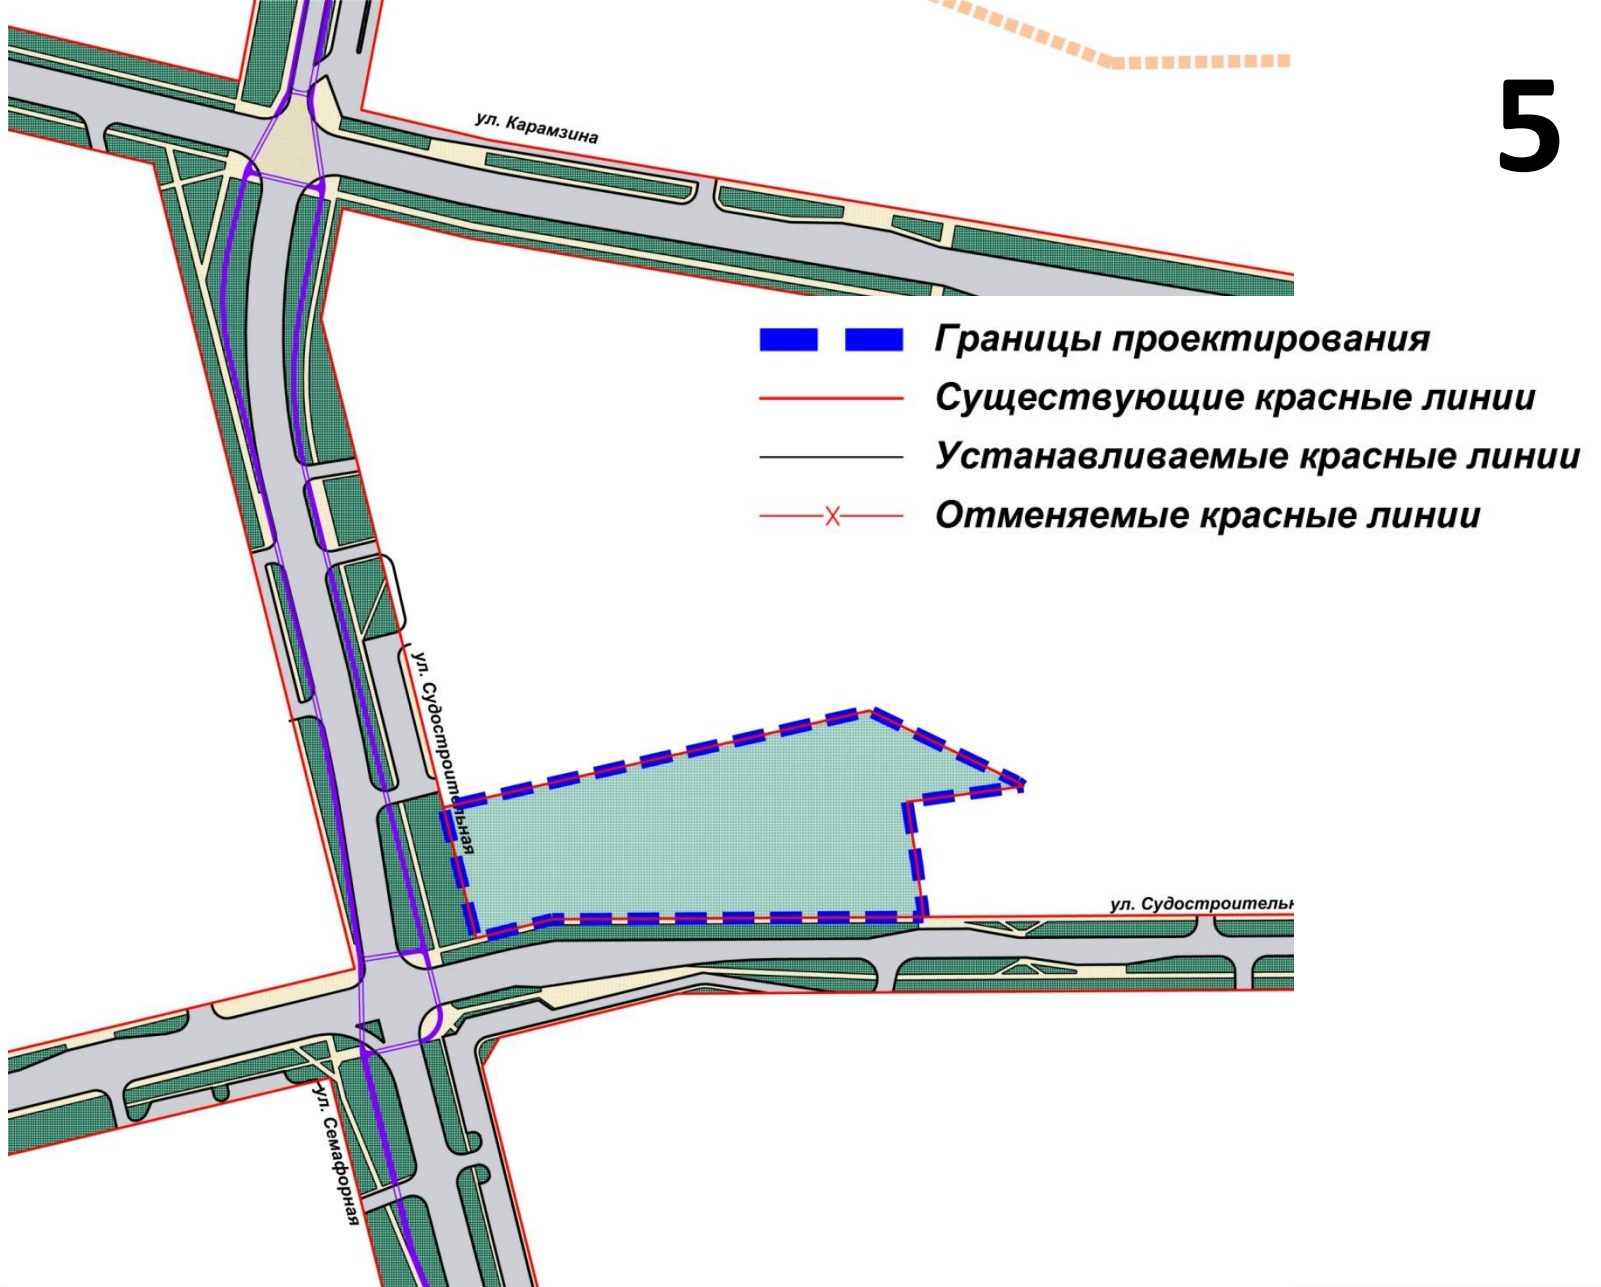 5
ул. Карамзина
Границы проектирования
Существующие красные линии
Устанавливаемые красные линии
Отменяемые красные линии
ул. Судостроительная
ул. Судостроительн
ул. Семафорная